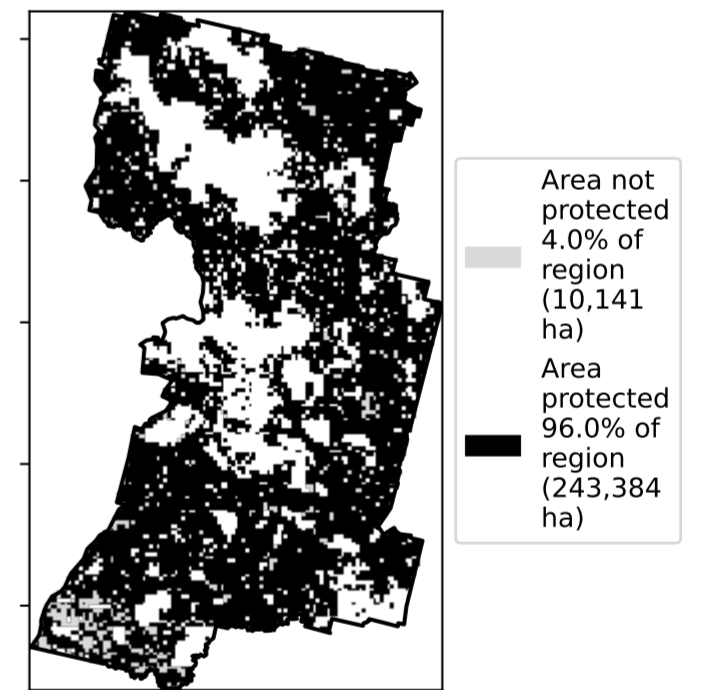 Area not
protected
4.0% of
region
(10,141
ha)
Area
protected
96.0% of
region
(243,384
ha)